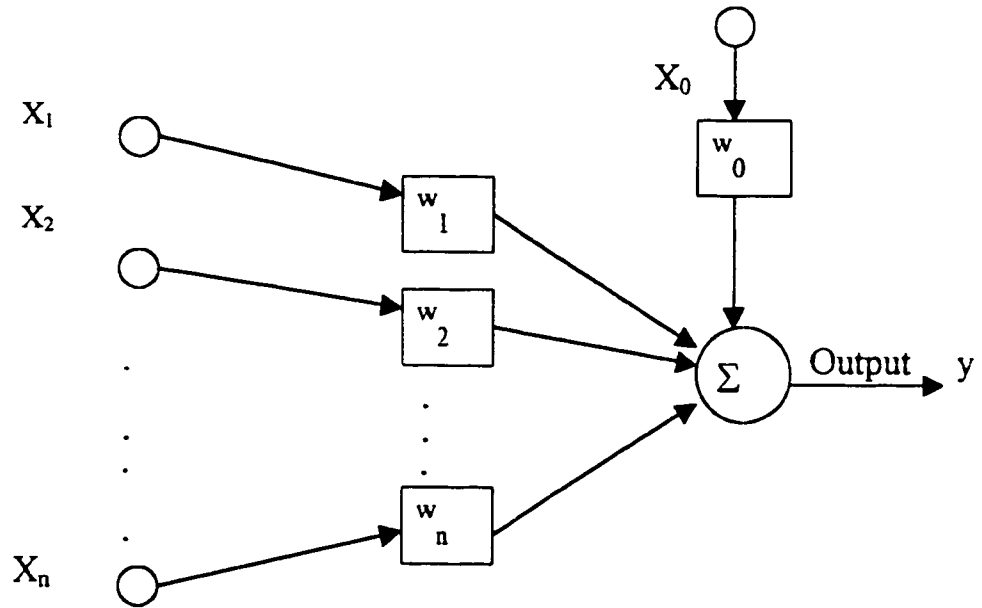 X₀
X₁
w₀
w₁
X₂
w₂
Σ
Output
y
wₙ
Xₙ